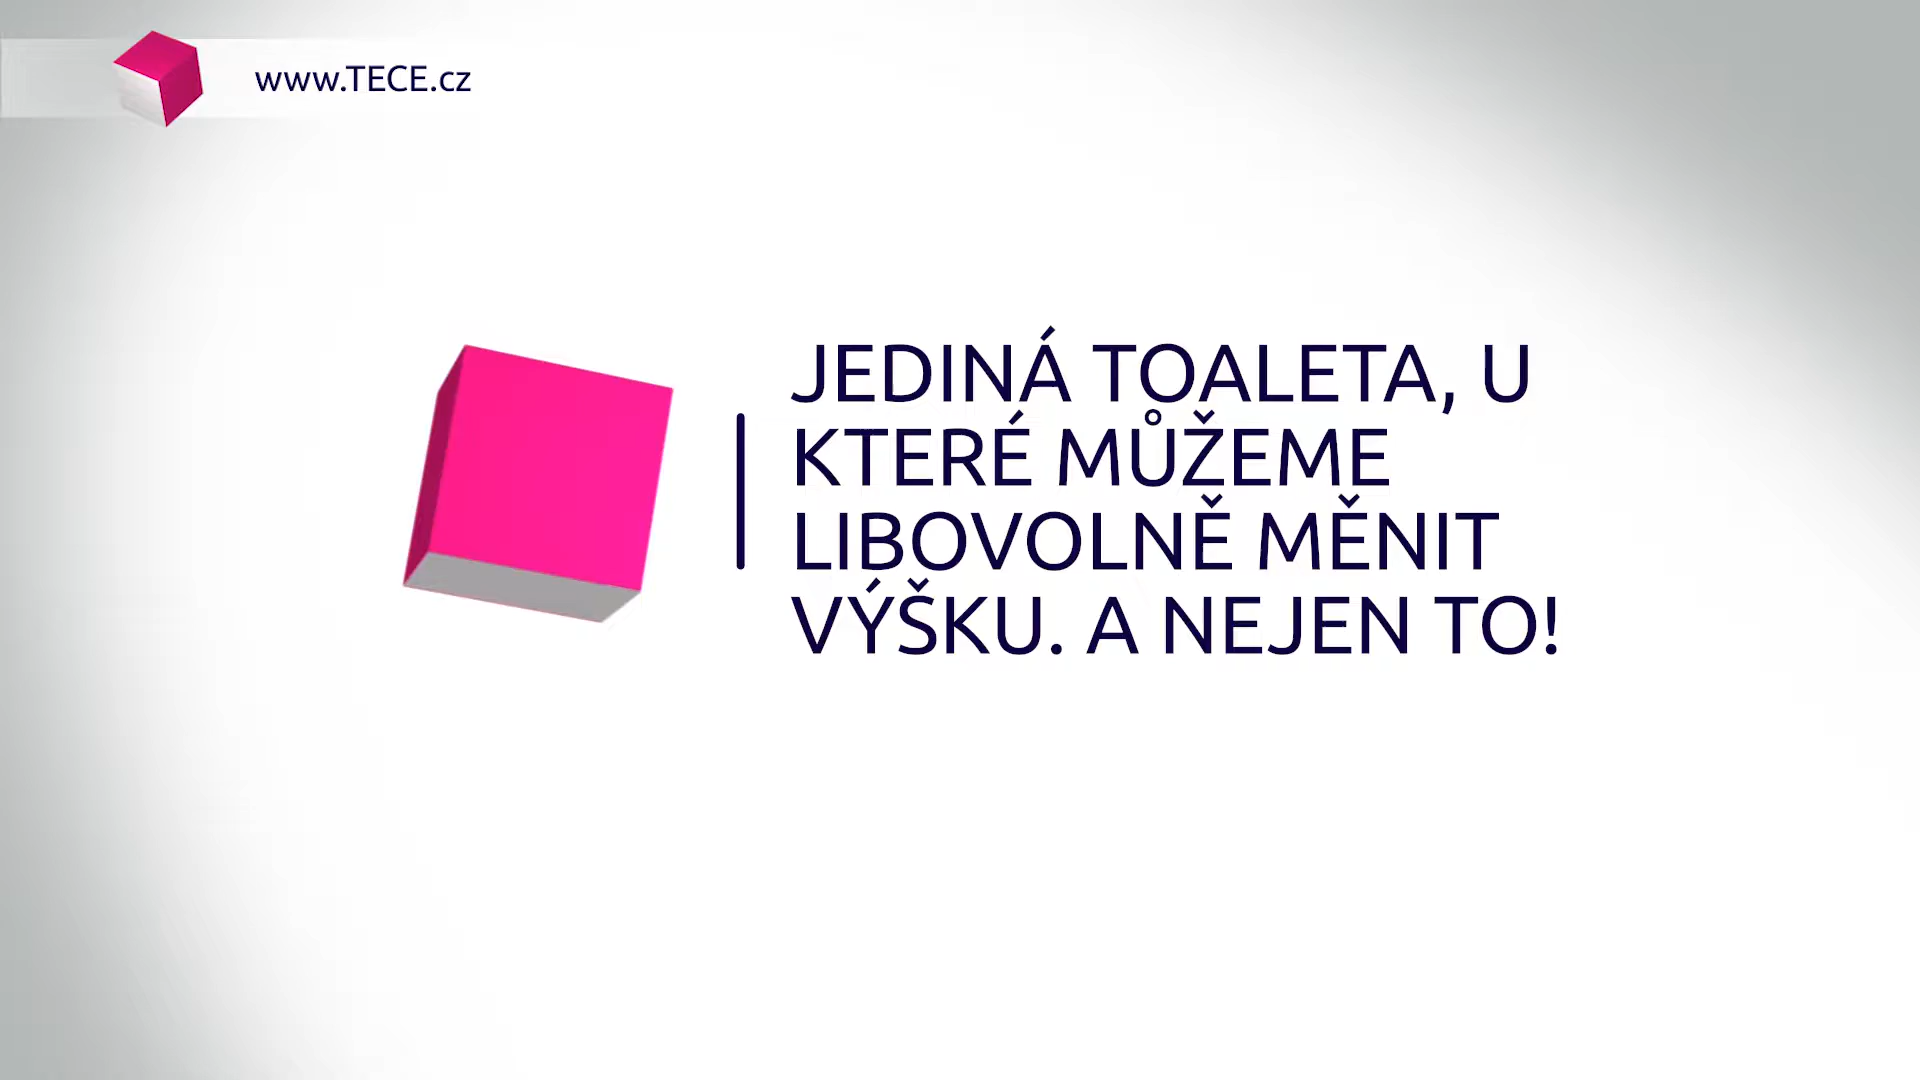 www.TECE.cz
JEDINÁ TOALETA, U
KTERÉ MŮŽEME
LIBOVOLNĚ MĚNIT
VÝŠKU. A NEJEN TO!